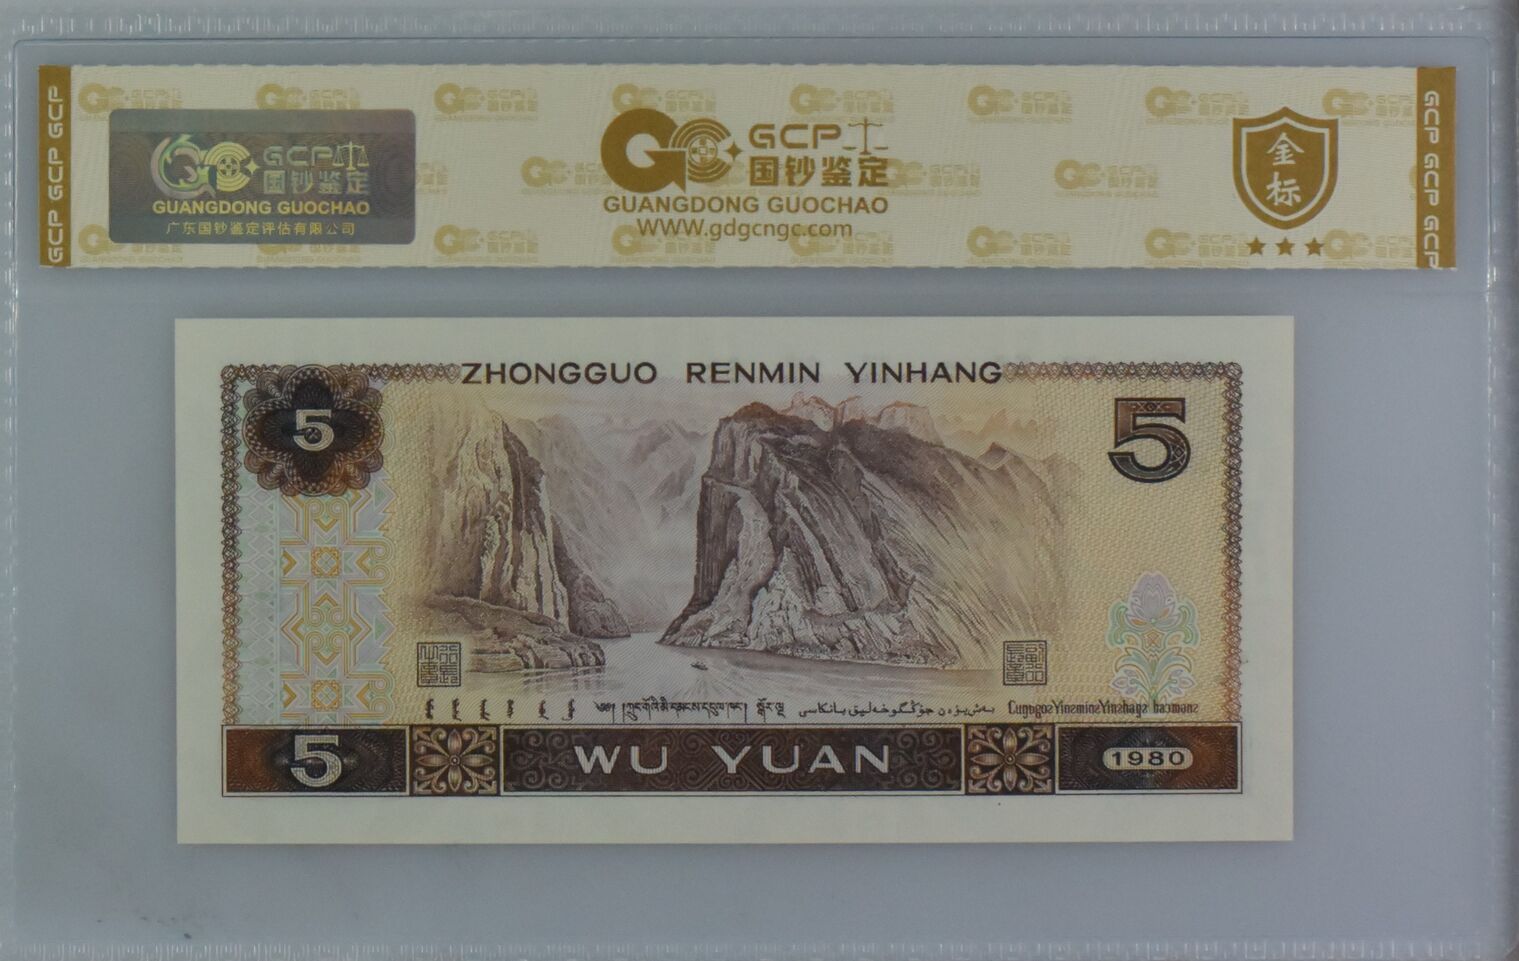 GCP GCP GCP
GCP
国钞鉴定
GUANGDONG GUOCHAO
广东国钞鉴定评估有限公司
GCP
国钞鉴定
GUANGDONG GUOCHAO
WWW.gdgcngc.com
金
标
GCP GCP GCP
ZHONGGUO RENMIN YINHANG
5
5
5
WU YUAN
1980